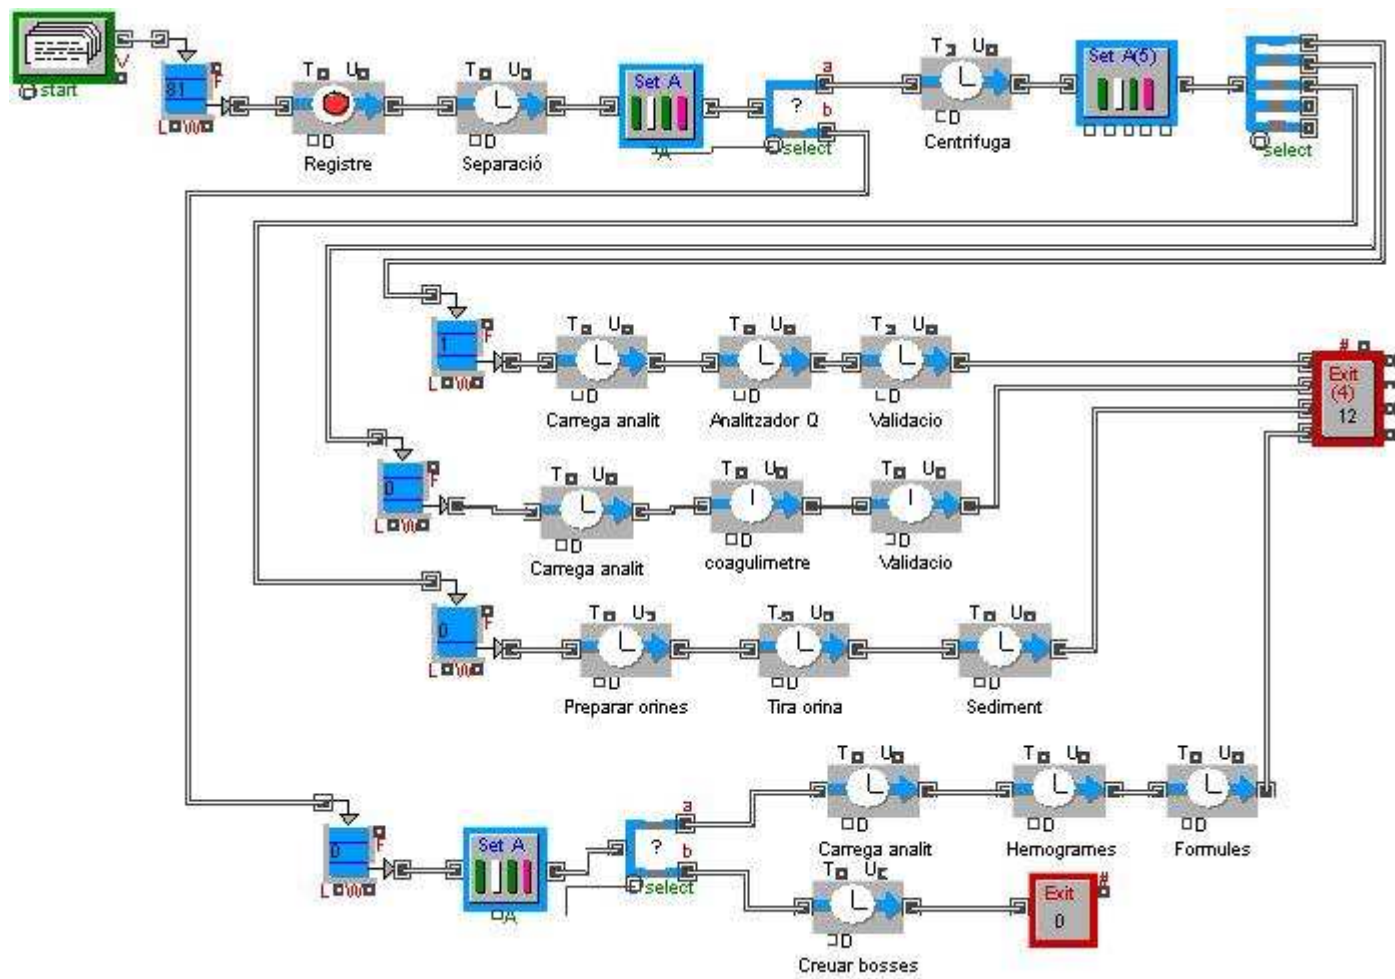 T U
Set A(5)
V
F
T U
T U
Set A
a
81
?
b
start
L W
D
D
A
select
D
select
Registre
Separació
Centrífuga
T U
T U
T U
#
F
1
Exit
(4)
12
L W
D
D
D
Carrega analit
Analitzador Q
Validacio
T U
T U
T U
F
0
L W
D
D
D
Carrega analit
coagulimetre
Validacio
T U
T U
T U
F
0
L W
D
D
D
Preparar orines
Tira orina
Sediment
T U
T U
T U
a
F
Set A
0
?
b
D
D
D
Carrega analit
Hemogrames
Formules
L W
A
select
T U
#
Exit
0
D
Creuar bosses